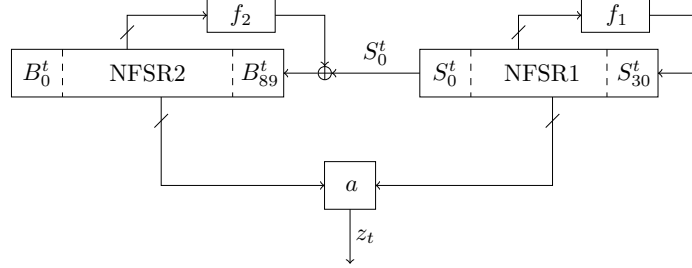 f₂ f₁
B₀ᵗ NFSR2 B₈₉ᵗ S₀ᵗ S₀ᵗ NFSR1 S₃₀ᵗ
a
zₜ